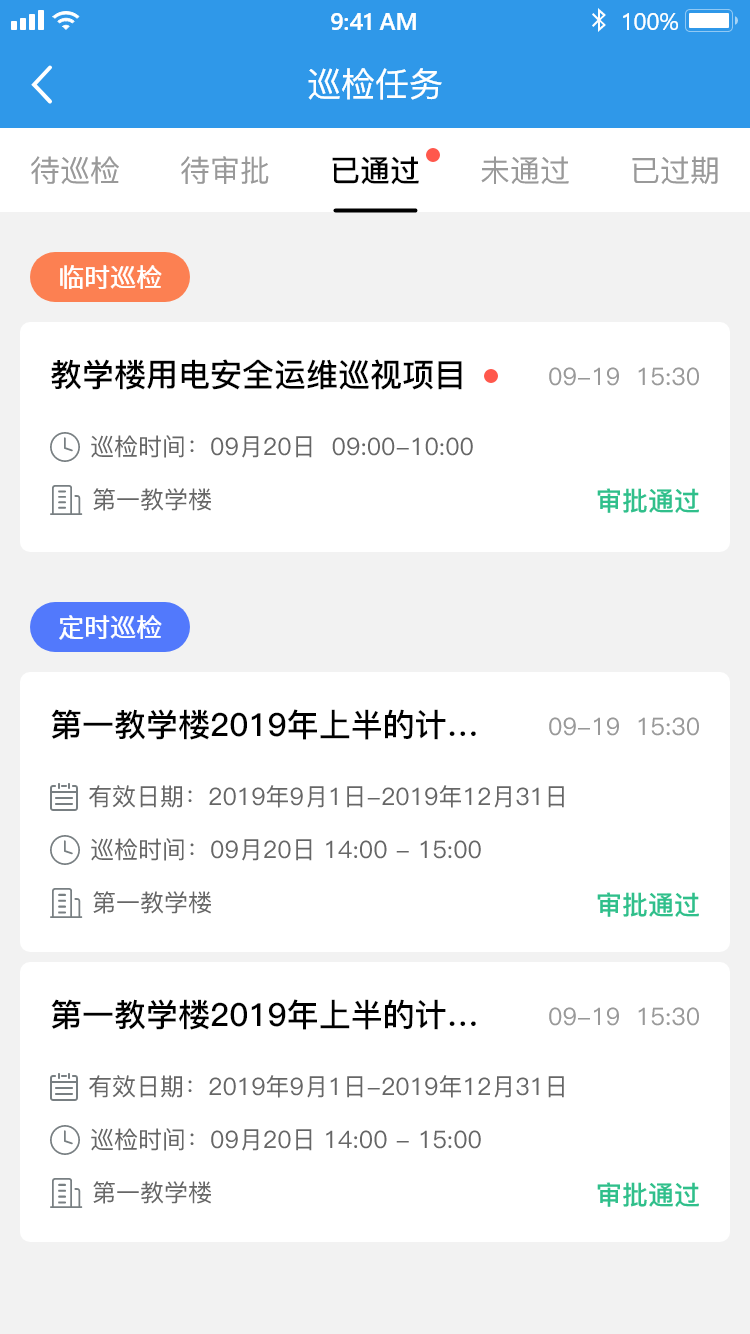 9:41 AM 100%
巡检任务
待巡检 待审批 已通过 未通过 已过期
临时巡检
教学楼用电安全运维巡视项目 09-19 15:30
巡检时间：09月20日 09:00-10:00
第一教学楼 审批通过
定时巡检
第一教学楼2019年上半的计... 09-19 15:30
有效日期：2019年9月1日-2019年12月31日
巡检时间：09月20日 14:00 - 15:00
第一教学楼 审批通过
第一教学楼2019年上半的计... 09-19 15:30
有效日期：2019年9月1日-2019年12月31日
巡检时间：09月20日 14:00 - 15:00
第一教学楼 审批通过